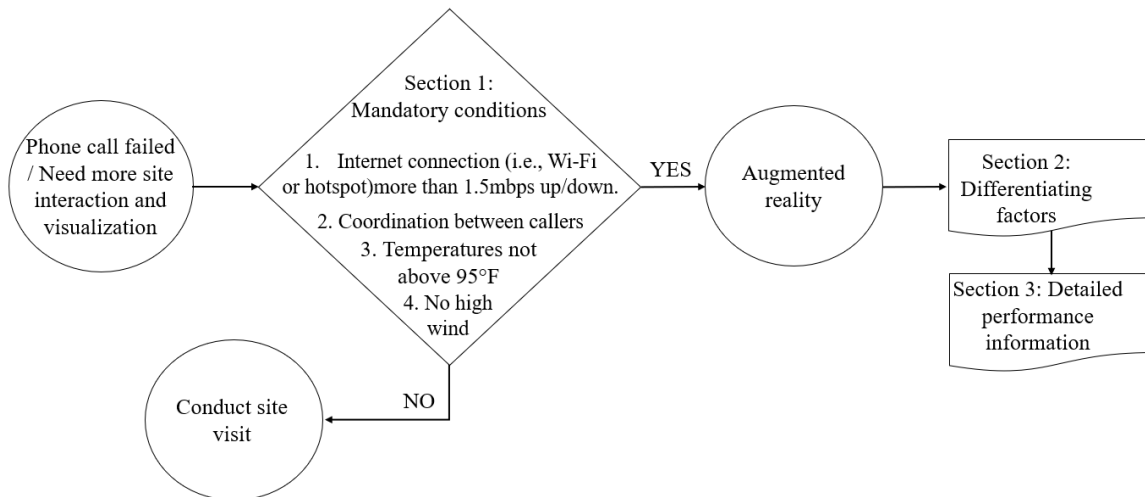 Phone call failed
/ Need more site
interaction and
visualization
Section 1:
Mandatory conditions
1. Internet connection (i.e., Wi-Fi
or hotspot)more than 1.5mbps up/down.
2. Coordination between callers
3. Temperatures not
above 95°F
4. No high
wind
YES
Augmented
reality
Section 2:
Differentiating
factors
Section 3: Detailed
performance
information
NO
Conduct site
visit